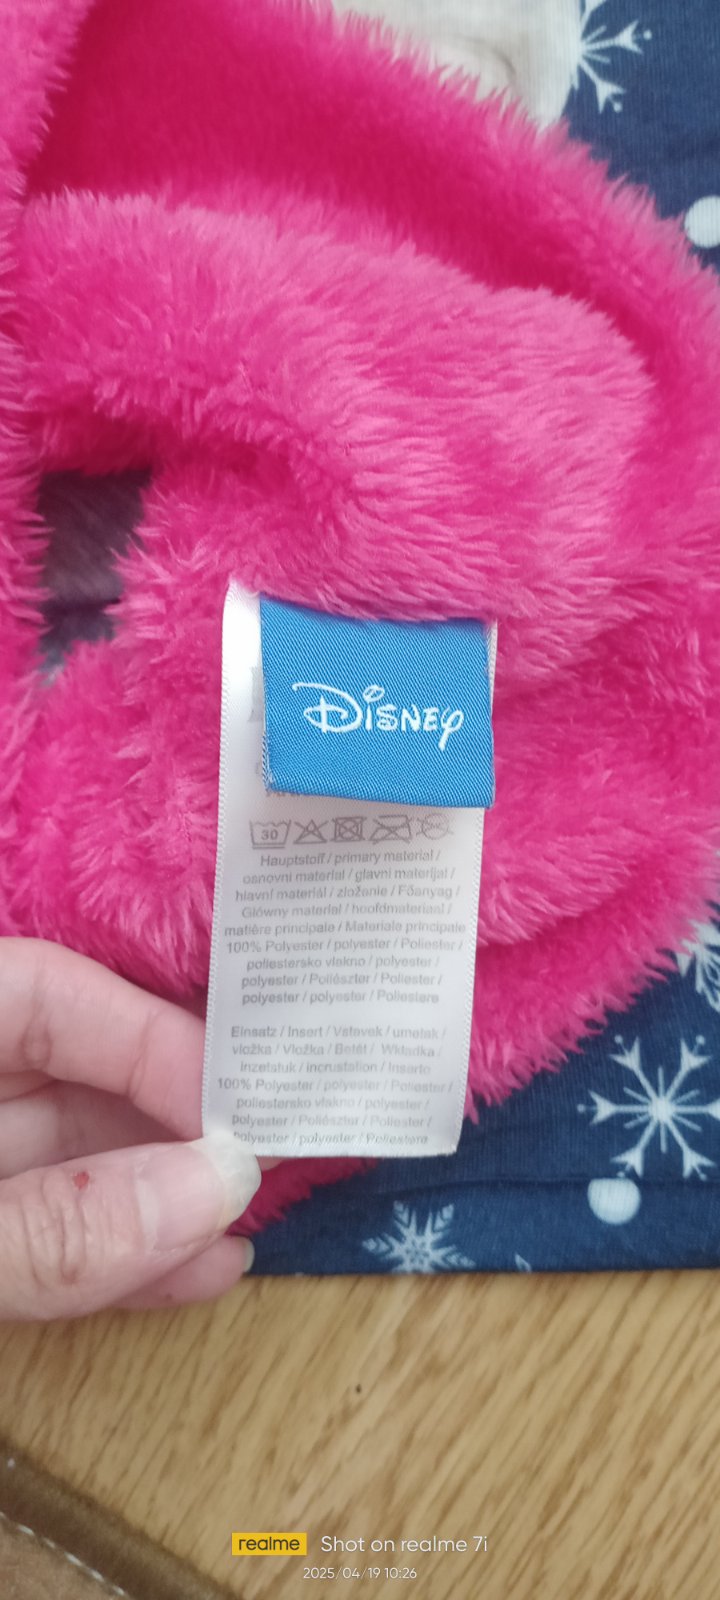 Disney
30
Hauptstoff / primary material /
osnovni material / glavni materijal /
hlavní materiál / zloženie / Főanyag /
Główny materiał / hoofdmateriaal /
matière principale / Materiale principale
100% Polyester / polyester / Poliester /
poliestersko vlakno / polyester /
polyester / Poliészter / Poliester /
polyester / polyester / Poliestere
Einsatz / Insert / Vstavek / umetak /
vložka / Vložka / Betét / Wkładka /
Inzetstuk / incrustation / Inserto
100% Polyester / polyester / Poliester /
poliestersko vlakno / polyester /
polyester / Poliészter / Poliester /
polyester / polyester / Poliestere
realme Shot on realme 7i
2025/04/19 10:26